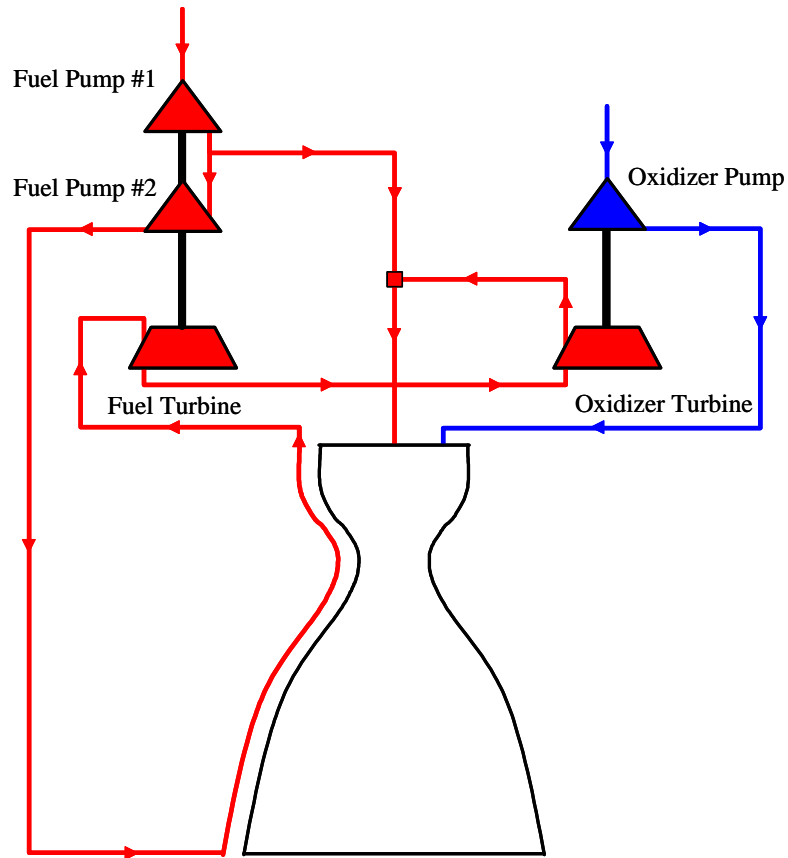 Fuel Pump #1
Fuel Pump #2
Oxidizer Pump
Fuel Turbine
Oxidizer Turbine